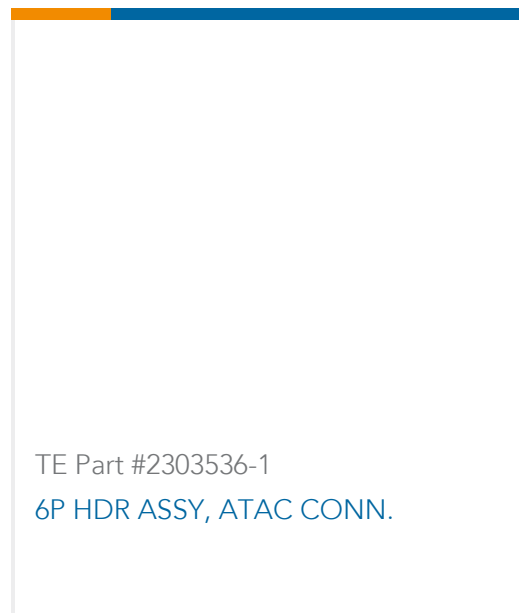 TE Part #2303536-1
6P HDR ASSY, ATAC CONN.